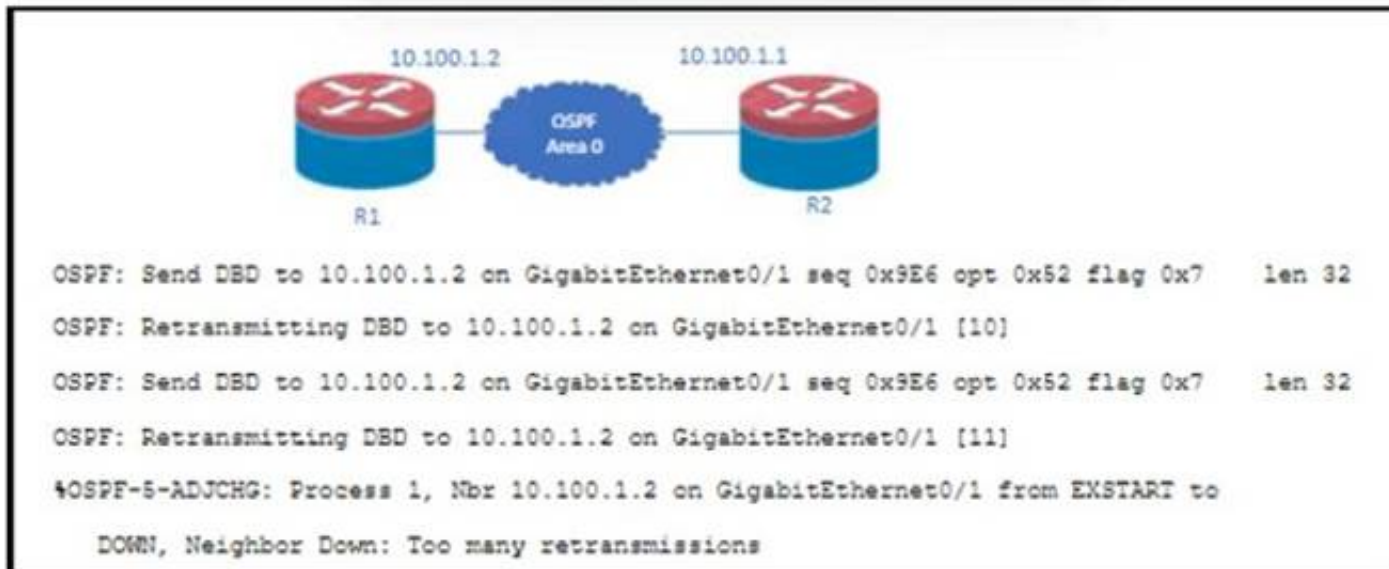 10.100.1.2
10.100.1.1
OSPF
Area 0
R1
R2
OSPF: Send DBD to 10.100.1.2 on GigabitEthernet0/1 seq 0x9E6 opt 0x52 flag 0x7 len 32
OSPF: Retransmitting DBD to 10.100.1.2 on GigabitEthernet0/1 [10]
OSPF: Send DBD to 10.100.1.2 on GigabitEthernet0/1 seq 0x9E6 opt 0x52 flag 0x7 len 32
OSPF: Retransmitting DBD to 10.100.1.2 on GigabitEthernet0/1 [11]
%OSPF-5-ADJCHG: Process 1, Nbr 10.100.1.2 on GigabitEthernet0/1 from EXSTART to
DOWN, Neighbor Down: Too many retransmissions